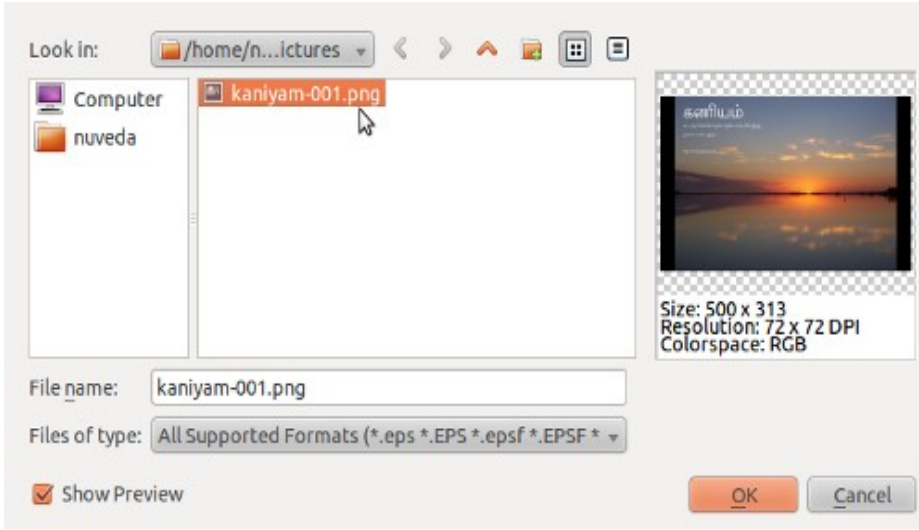 Look in:
/home/n...ictures
Computer
nuveda
kaniyam-001.png
கணியம்
Size: 500 x 313
Resolution: 72 x 72 DPI
Colorspace: RGB
File name:
kaniyam-001.png
Files of type:
All Supported Formats (*.eps *.EPS *.epsf *.EPSF *
Show Preview
OK
Cancel